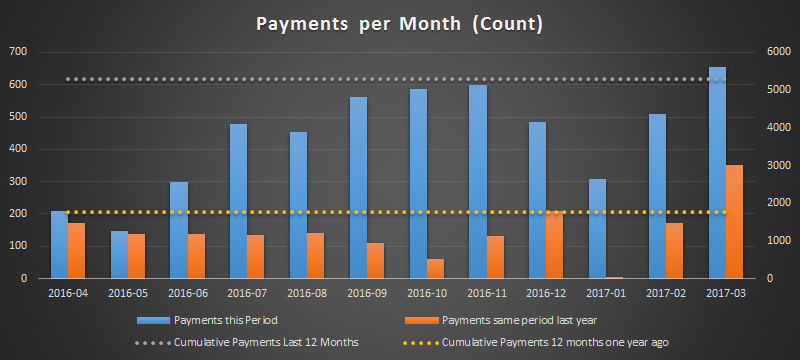 Payments per Month (Count)
700 6000
600 5000
500 4000
400 3000
300 2000
200 1000
100 0
0
2016-04 2016-05 2016-06 2016-07 2016-08 2016-09 2016-10 2016-11 2016-12 2017-01 2017-02 2017-03
Payments this Period Payments same period last year
Cumulative Payments Last 12 Months Cumulative Payments 12 months one year ago